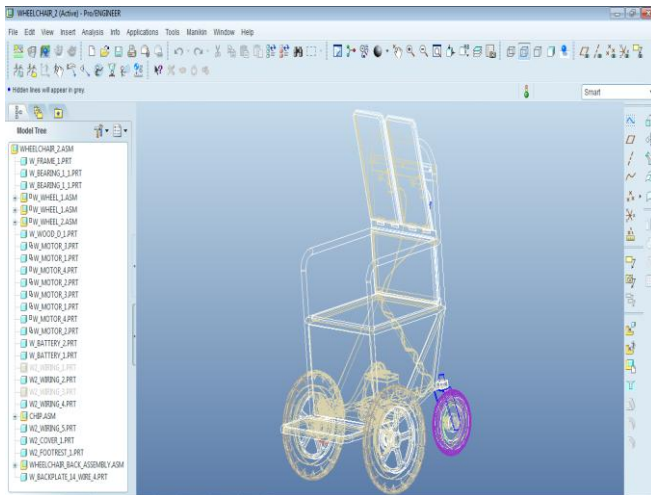 WHEELCHAIR_2 (Active) - Pro/ENGINEER
File Edit View Insert Analysis Info Applications Tools Manikin Window Help
Hidden lines will appear in grey
Smart
Model Tree
WHEELCHAIR_2.ASM
W_FRAME_1.PRT
W_BEARING_1_1.PRT
W_BEARING_1_1.PRT
W_WHEEL_1.ASM
W_WHEEL_1.ASM
W_WHEEL_2.ASM
W_WOOD_D_1.PRT
W_MOTOR_3.PRT
W_MOTOR_1.PRT
W_MOTOR_4.PRT
W_MOTOR_2.PRT
W_MOTOR_3.PRT
W_MOTOR_1.PRT
W_MOTOR_4.PRT
W_MOTOR_2.PRT
W_BATTERY_2.PRT
W_BATTERY_1.PRT
W2_WIRING_1.PRT
W2_WIRING_2.PRT
W2_WIRING_3.PRT
W2_WIRING_4.PRT
CHIP.ASM
W2_WIRING_5.PRT
W2_COVER_1.PRT
W2_FOOTREST_1.PRT
WHEELCHAIR_BACK_ASSEMBLY.ASM
W_BACKPLATE_14_WIRE_4.PRT